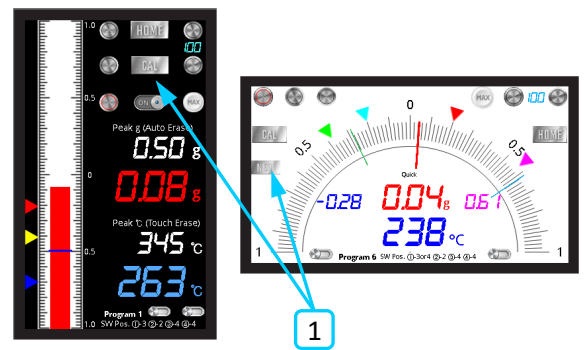 1.0
HOME
100
CAL
0.5
ON
MAX
Peak g (Auto Erase)
0.50 g
0
0.08 g
Peak ℃ (Touch Erase)
0.5
345 ℃
263 ℃
Program 1
1.0 SW Pos. ①-3 ②-2 ③-4 ④-4
MAX
100
0
CAL
HOME
0.5
0.5
Quick
-0.28
0.04 g
0.61
238 °C
1
1
Program 6 SW Pos. ①-3or4 ②-2 ③-4 ④-4
1